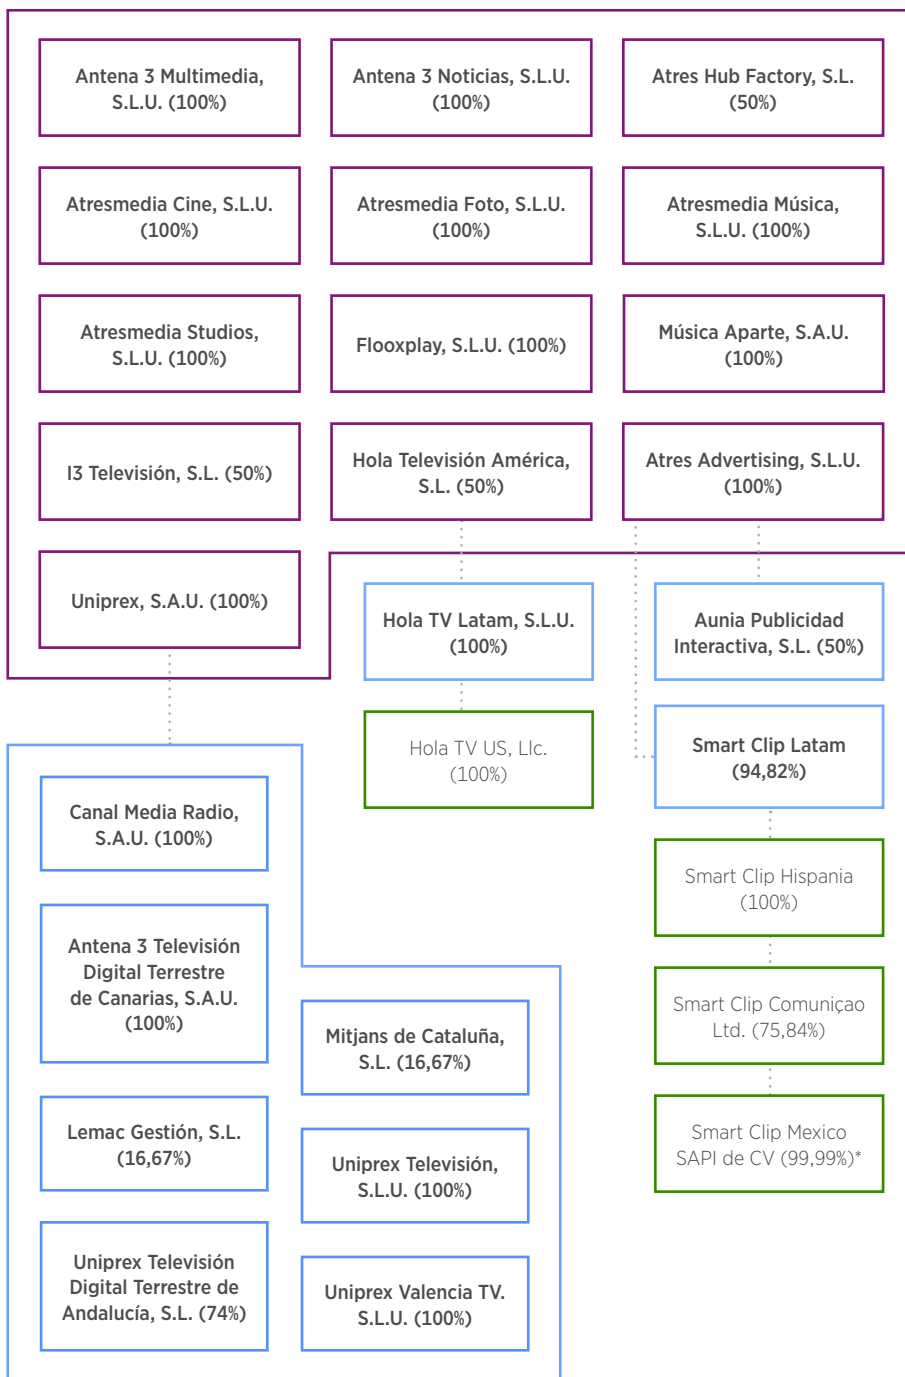 Antena 3 Multimedia,
S.L.U. (100%)
Antena 3 Noticias, S.L.U.
(100%)
Atres Hub Factory, S.L.
(50%)
Atresmedia Cine, S.L.U.
(100%)
Atresmedia Foto, S.L.U.
(100%)
Atresmedia Música,
S.L.U. (100%)
Atresmedia Studios,
S.L.U. (100%)
Flooxplay, S.L.U. (100%)
Música Aparte, S.A.U.
(100%)
I3 Televisión, S.L. (50%)
Hola Televisión América,
S.L. (50%)
Atres Advertising, S.L.U.
(100%)
Uniprex, S.A.U. (100%)
Hola TV Latam, S.L.U.
(100%)
Aunia Publicidad
Interactiva, S.L. (50%)
Hola TV US, Llc.
(100%)
Smart Clip Latam
(94,82%)
Smart Clip Hispania
(100%)
Smart Clip Comuniçao
Ltd. (75,84%)
Smart Clip Mexico
SAPI de CV (99,99%)*
Canal Media Radio,
S.A.U. (100%)
Antena 3 Televisión
Digital Terrestre
de Canarias, S.A.U.
(100%)
Mitjans de Cataluña,
S.L. (16,67%)
Lemac Gestión, S.L.
(16,67%)
Uniprex Televisión,
S.L.U. (100%)
Uniprex Televisión
Digital Terrestre de
Andalucía, S.L. (74%)
Uniprex Valencia TV.
S.L.U. (100%)